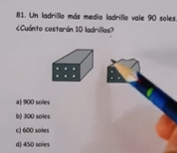 81. Un ladrillo más medio ladrillo vale 90 soles.
¿Cuánto costarán 10 ladrillos?
a) 900 soles
b) 300 soles
c) 600 soles
d) 450 soles